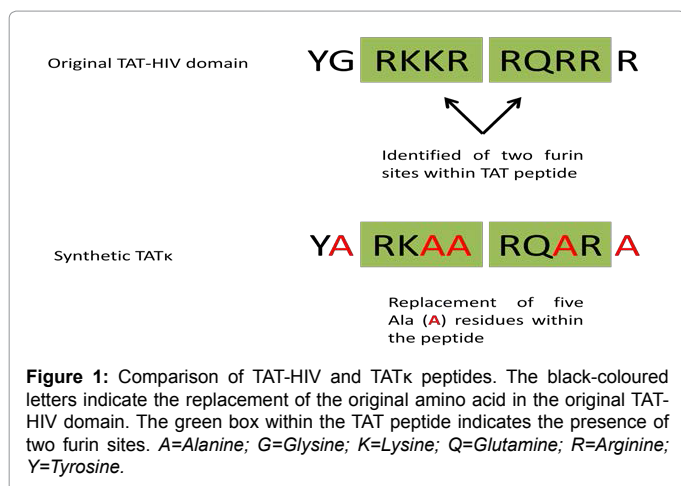 Original TAT-HIV domain YG RKKR RQRR R
Identified of two furin
sites within TAT peptide
Synthetic TATκ YA RKAA RQAR A
Replacement of five
Ala (A) residues within
the peptide
Figure 1: Comparison of TAT-HIV and TATκ peptides. The black-coloured
letters indicate the replacement of the original amino acid in the original TAT-
HIV domain. The green box within the TAT peptide indicates the presence of
two furin sites. A=Alanine; G=Glysine; K=Lysine; Q=Glutamine; R=Arginine;
Y=Tyrosine.